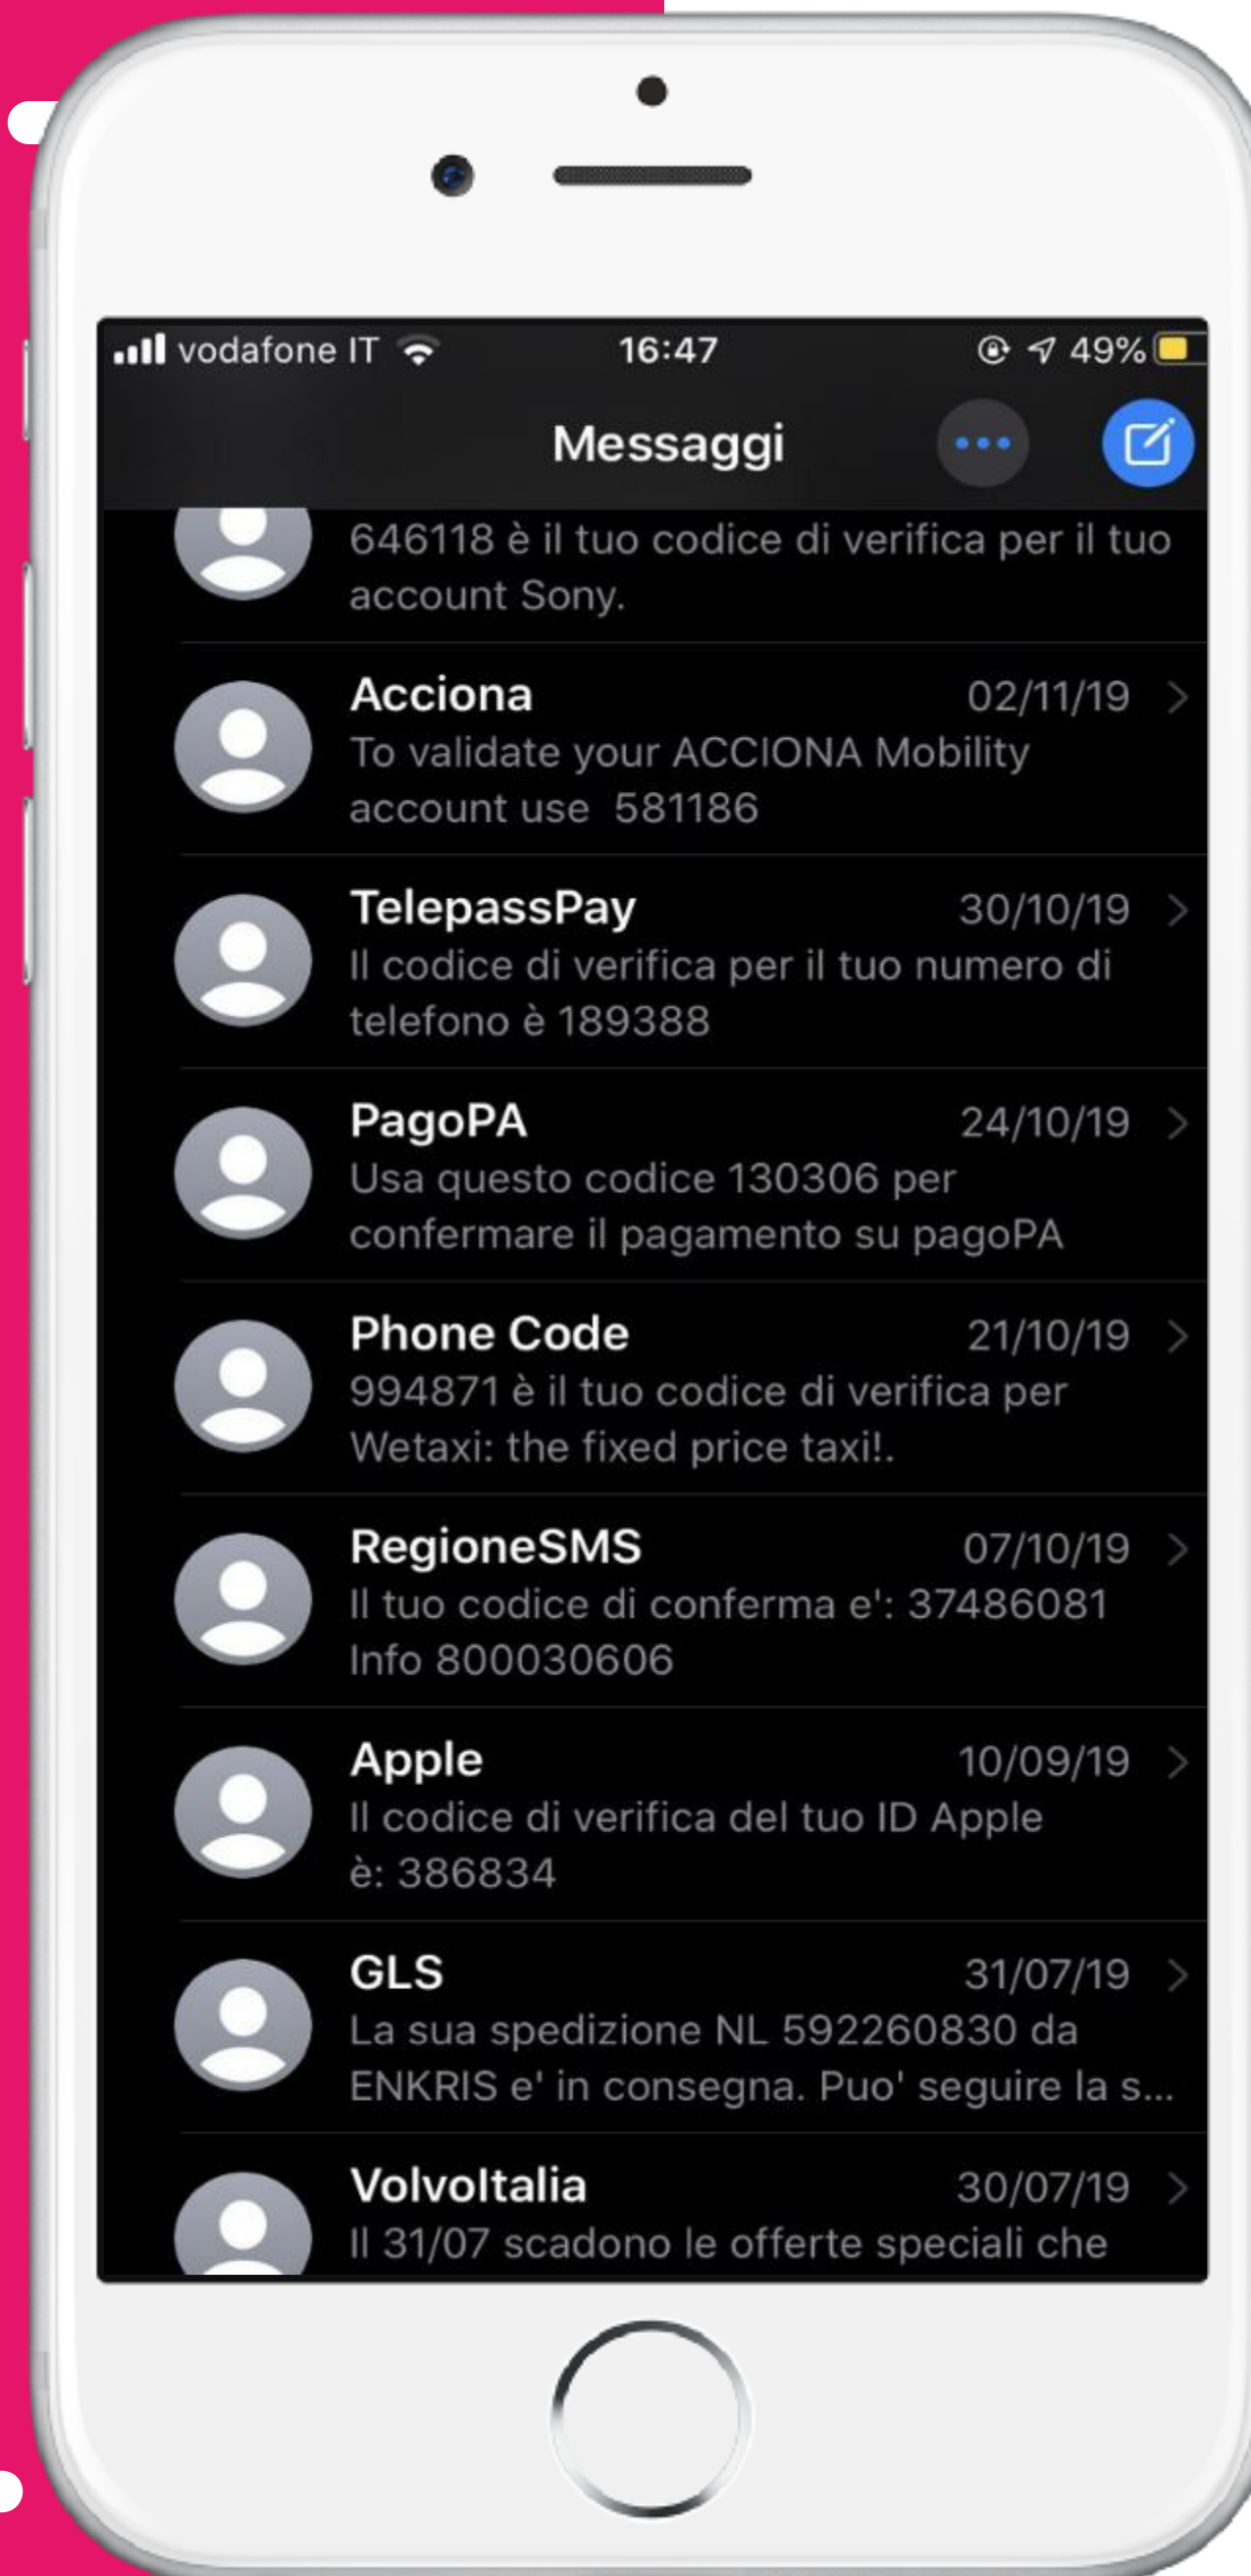 vodafone IT 16:47 49%
Messaggi
646118 è il tuo codice di verifica per il tuo
account Sony.
Acciona 02/11/19
To validate your ACCIONA Mobility
account use 581186
TelepassPay 30/10/19
Il codice di verifica per il tuo numero di
telefono è 189388
PagoPA 24/10/19
Usa questo codice 130306 per
confermare il pagamento su pagoPA
Phone Code 21/10/19
994871 è il tuo codice di verifica per
Wetaxi: the fixed price taxi!.
RegioneSMS 07/10/19
Il tuo codice di conferma e': 37486081
Info 800030606
Apple 10/09/19
Il codice di verifica del tuo ID Apple
è: 386834
GLS 31/07/19
La sua spedizione NL 592260830 da
ENKRIS e' in consegna. Puo' seguire la s...
VolvoItalia 30/07/19
Il 31/07 scadono le offerte speciali che